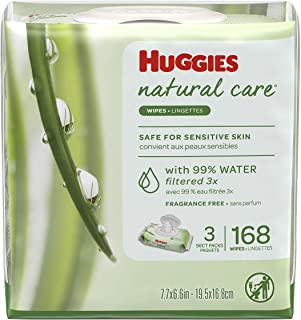 HUGGIES
natural care®
WIPES • LINGETTES
SAFE FOR SENSITIVE SKIN
convient aux peaux sensibles
with 99% WATER
filtered 3x
avec 99 % eau filtrée 3x
FRAGRANCE FREE • sans parfum
3 56CT PACKS PAQUETS
168 WIPES • LINGETTES
7.7x6.6in - 19.5x16.8cm